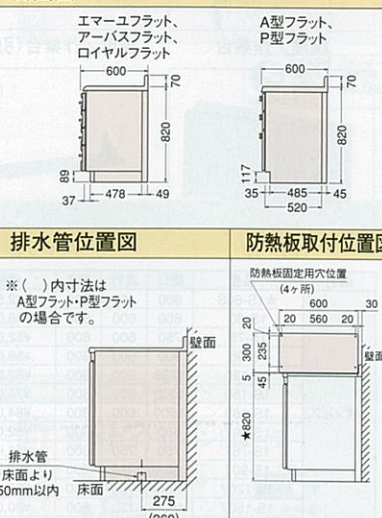 エマーユフラット、
アーバスフラット、
ロイヤルフラット
600
70
820
89
37
478
49
A型フラット、
P型フラット
600
70
820
117
35
485
45
520
排水管位置図
※(　)内寸法は
A型フラット・P型フラット
の場合です。
壁面
排水管
床面より
50mm以内
床面
275
防熱板取付位置図
防熱板固定用穴位置
(4ヶ所)
600
30
20
560
20
20
300
235
5
45
★820
壁面